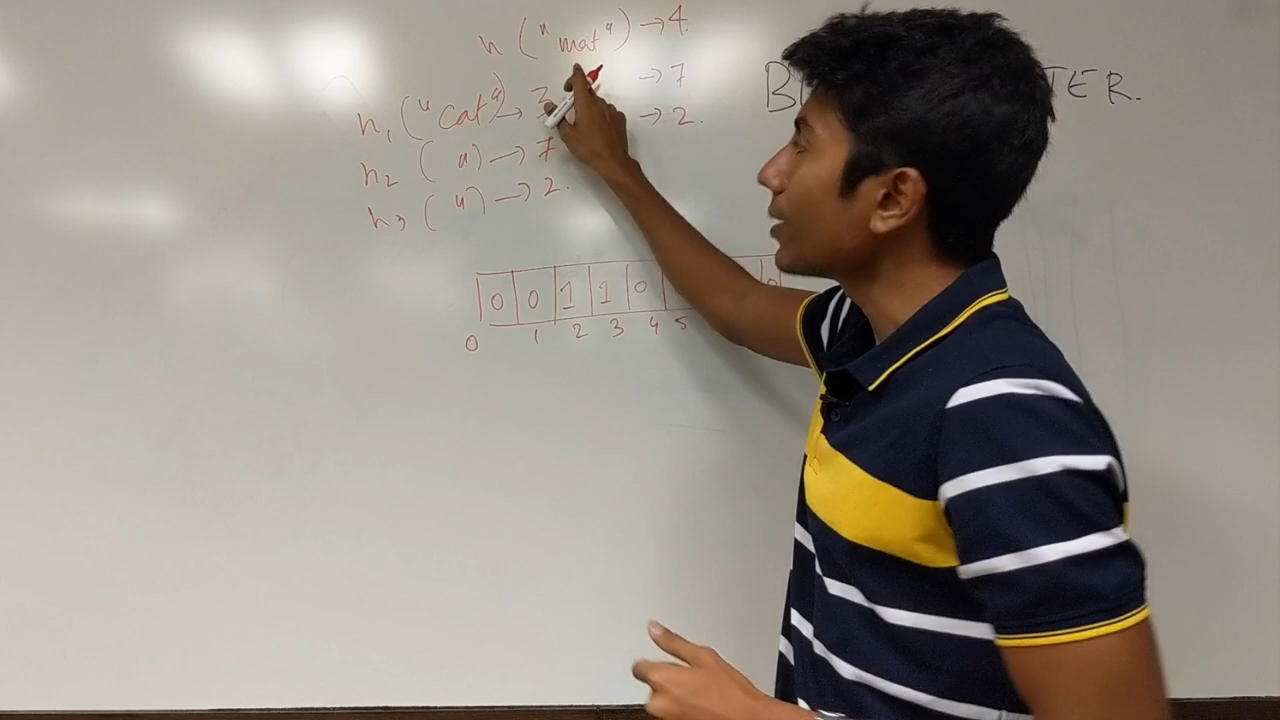 h ("mat") → 4.
→ 7
→ 2.
B TER.
h1 ("cat") → 3
h2 ( ") → 7
h3 ( ") → 2.
0 0 1 1 0 0
0 1 2 3 4 5